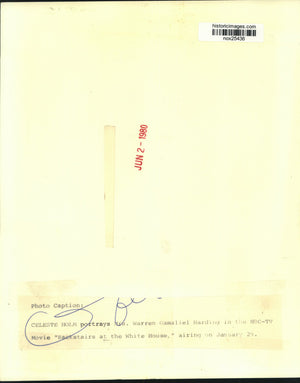 historicimages.com
nox25436
JUN 2 - 1980
Photo Caption:
CELESTE HOLM portrays Mrs. Warren Gamaliel Harding in the NBC-TV
Movie "Backstairs at the White House," airing on January 29.